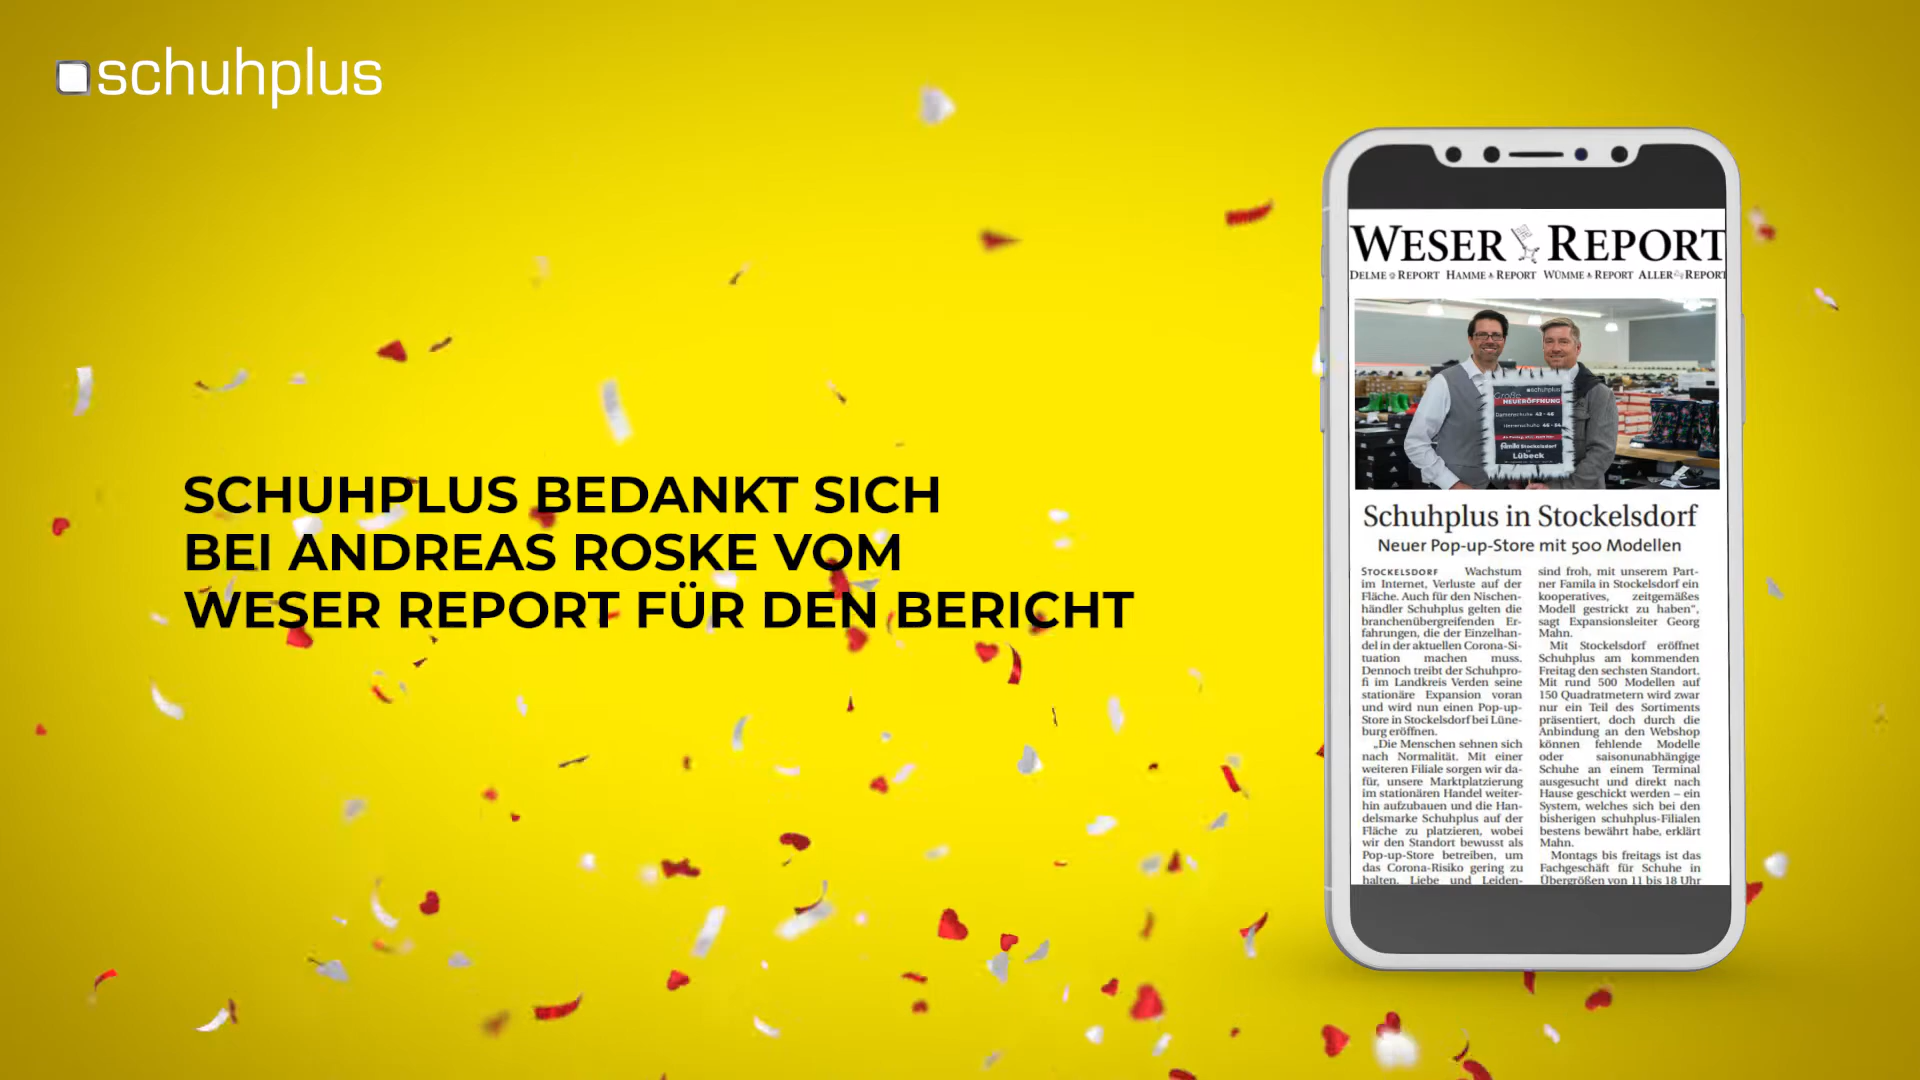 schuhplus
SCHUHPLUS BEDANKT SICH
BEI ANDREAS ROSKE VOM
WESER REPORT FÜR DEN BERICHT
WESER REPORT
DELME REPORT HAMME REPORT WÜMME REPORT ALLER REPORT
schuhplus
Große
NEUERÖFFNUNG
Damenschuhe 42 - 46
Herrenschuhe 46 - 54
famila Stockelsdorf
Lübeck
Schuhplus in Stockelsdorf
Neuer Pop-up-Store mit 500 Modellen
STOCKELSDORF Wachstum
im Internet, Verluste auf der
Fläche. Auch für den Nischen-
händler Schuhplus gelten die
branchenübergreifenden Er-
fahrungen, die der Einzelhan-
del in der aktuellen Corona-Si-
tuation machen muss.
Dennoch treibt der Schuhpro-
fi im Landkreis Verden seine
stationäre Expansion voran
und wird nun einen Pop-up-
Store in Stockelsdorf bei Lüne-
burg eröffnen.
„Die Menschen sehnen sich
nach Normalität. Mit einer
weiteren Filiale sorgen wir da-
für, unsere Marktplatzierung
im stationären Handel weiter-
hin aufzubauen und die Han-
delsmarke Schuhplus auf der
Fläche zu platzieren, wobei
wir den Standort bewusst als
Pop-up-Store betreiben, um
das Corona-Risiko gering zu
halten. Liebe und Leiden-
sind froh, mit unserem Part-
ner Famila in Stockelsdorf ein
kooperatives, zeitgemäßes
Modell gestrickt zu haben“,
sagt Expansionsleiter Georg
Mahn.
Mit Stockelsdorf eröffnet
Schuhplus am kommenden
Freitag den sechsten Standort.
Mit rund 500 Modellen auf
150 Quadratmetern wird zwar
nur ein Teil des Sortiments
präsentiert, doch durch die
Anbindung an den Webshop
können fehlende Modelle
oder saisonunabhängige
Schuhe an einem Terminal
ausgesucht und direkt nach
Hause geschickt werden – ein
System, welches sich bei den
bisherigen schuhplus-Filialen
bestens bewährt habe, erklärt
Mahn.
Montags bis freitags ist das
Fachgeschäft für Schuhe in
Übergrößen von 11 bis 18 Uhr